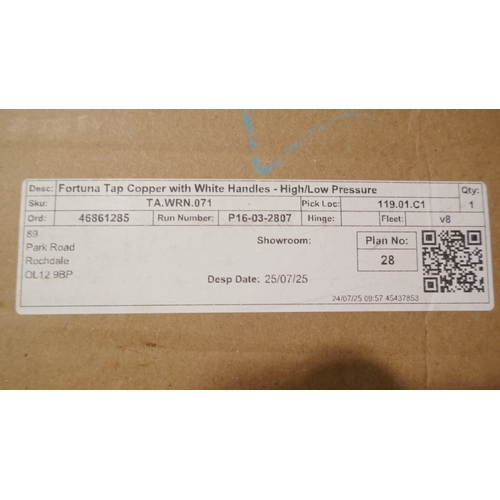 Desc: Fortuna Tap Copper with White Handles - High/Low Pressure Qty:
Sku: TA.WRN.071 Pick Loc: 119.01.C1 1
Ord: 46861285 Run Number: P16-03-2807 Hinge: Fleet: v8
89
Park Road
Rochdale
OL12 9BP
Showroom:
Desp Date: 25/07/25
Plan No:
28
24/07/25 09:57 45437853